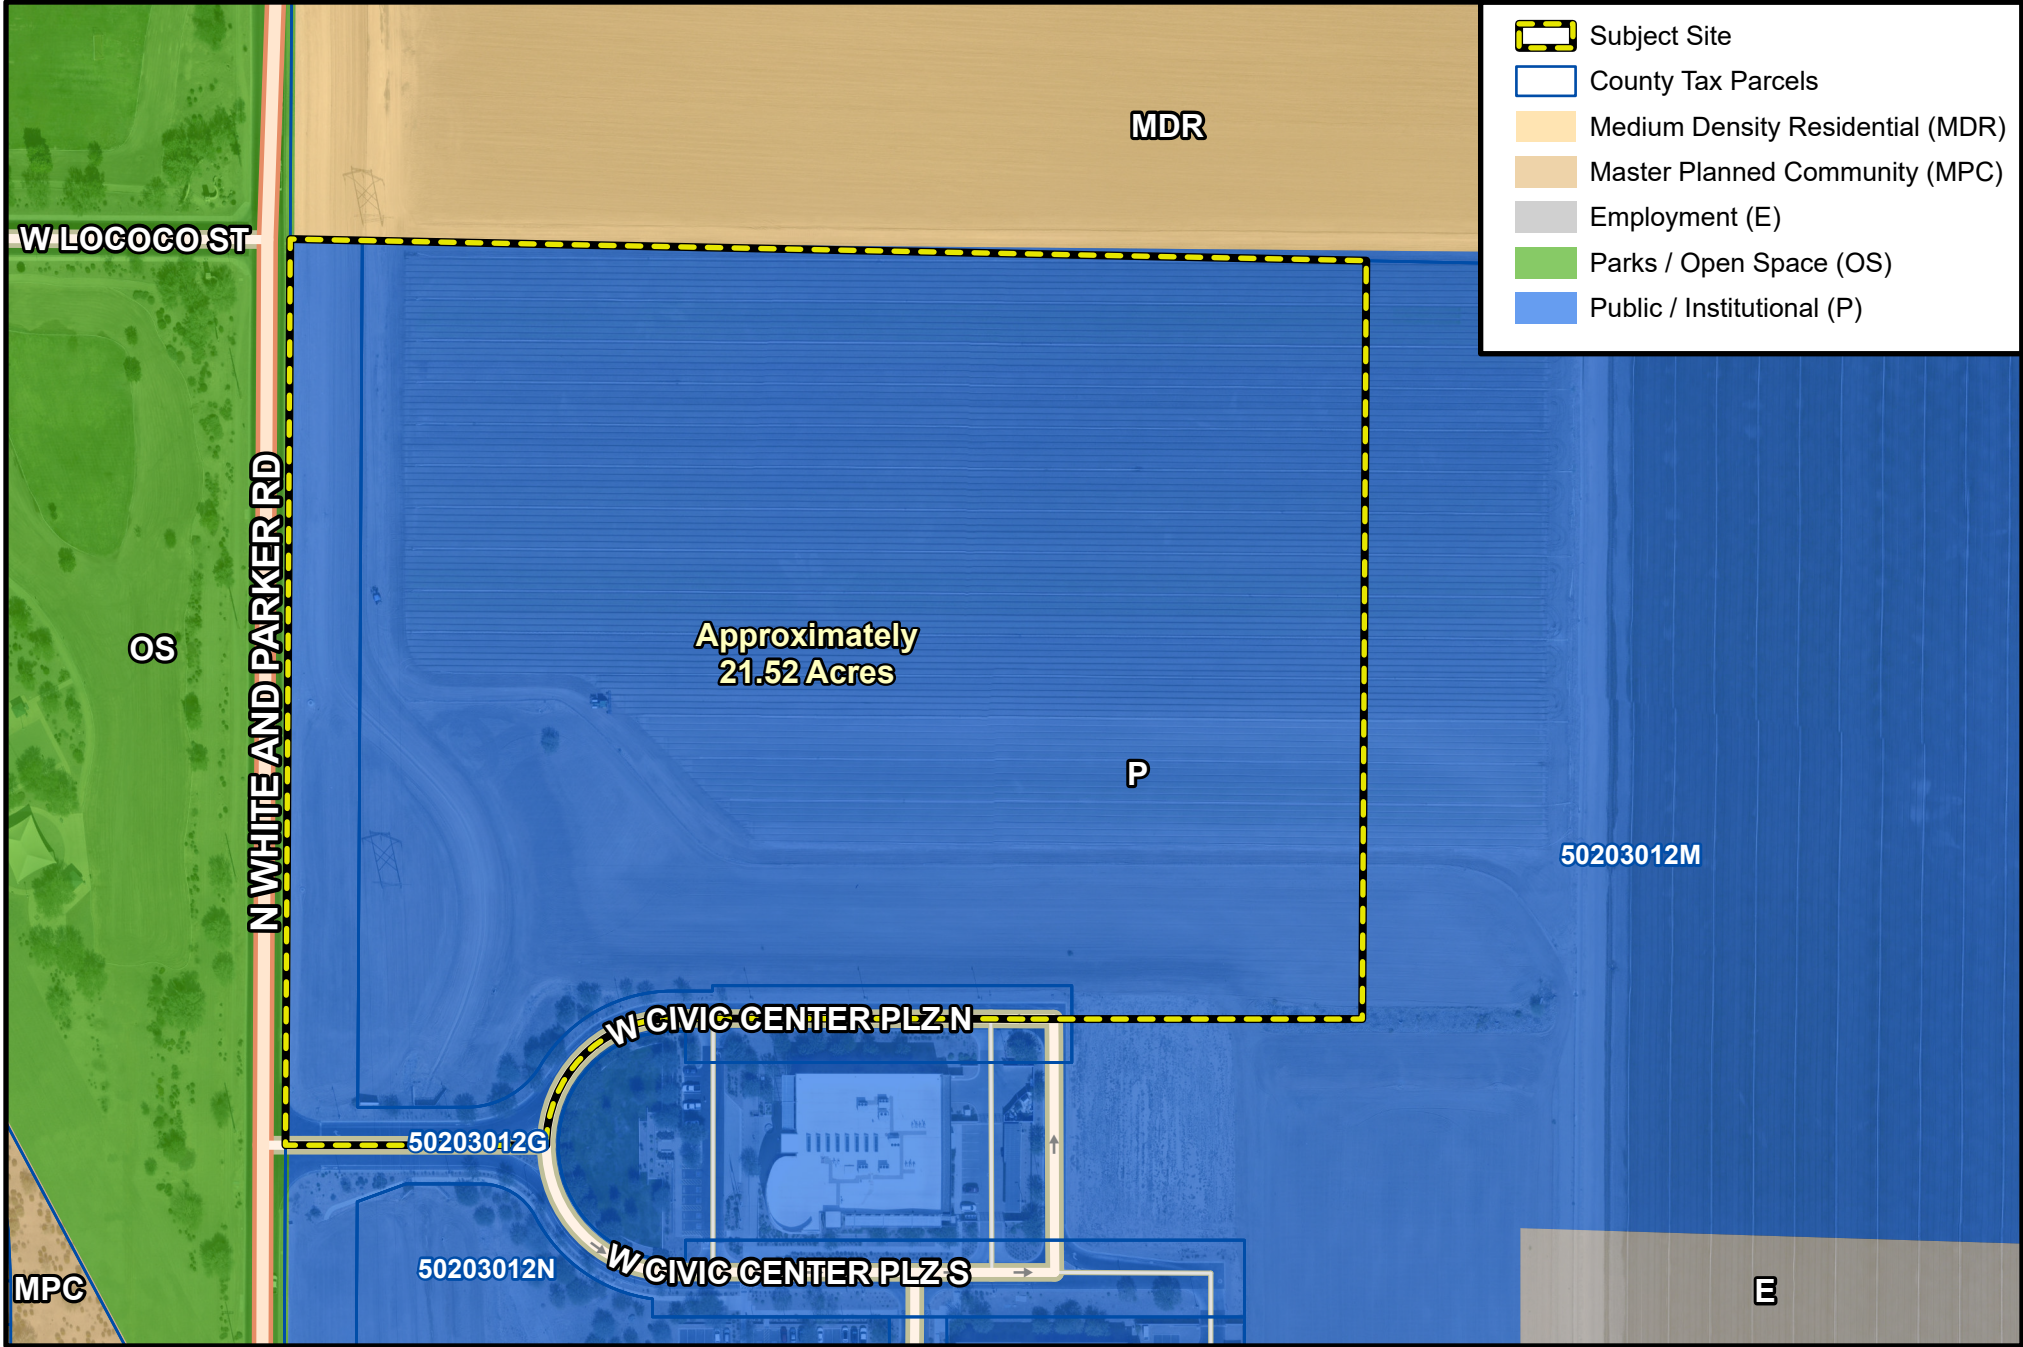 Subject Site
County Tax Parcels
Medium Density Residential (MDR)
Master Planned Community (MPC)
Employment (E)
Parks / Open Space (OS)
Public / Institutional (P)
MDR
W LOCOCO ST
N WHITE AND PARKER RD
OS
Approximately
21.52 Acres
P
50203012M
W CIVIC CENTER PLZ N
50203012G
50203012N
W CIVIC CENTER PLZ S
MPC
E